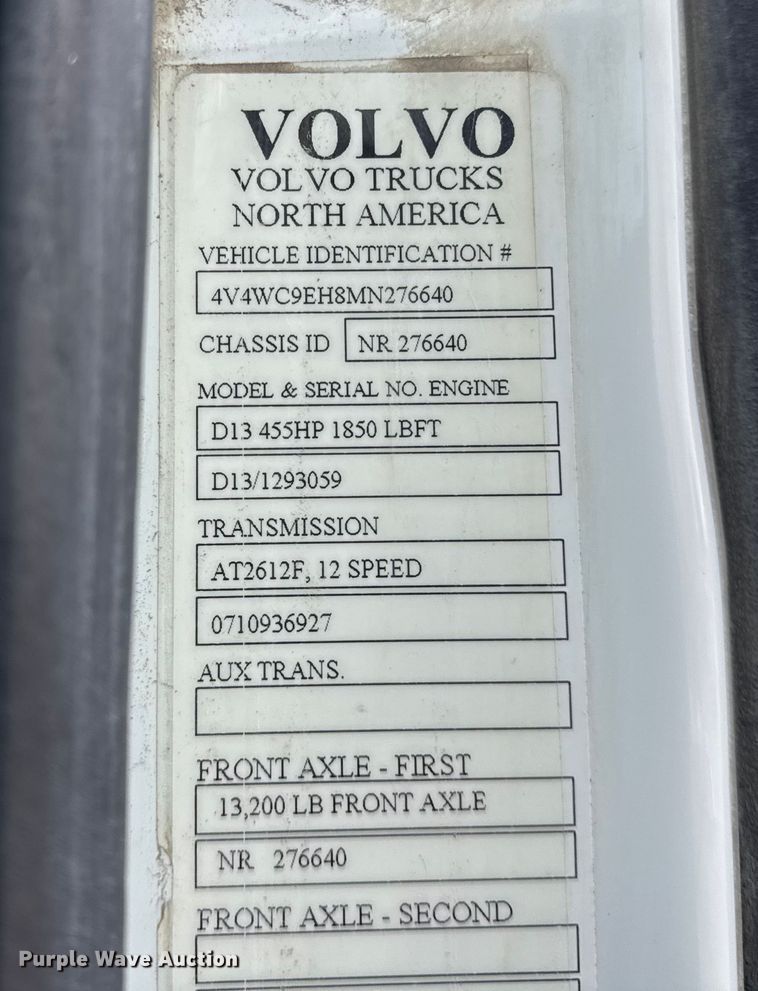 VOLVO
VOLVO TRUCKS
NORTH AMERICA
VEHICLE IDENTIFICATION #
4V4WC9EH8MN276640
CHASSIS ID NR 276640
MODEL & SERIAL NO. ENGINE
D13 455HP 1850 LBFT
D13/1293059
TRANSMISSION
AT2612F, 12 SPEED
0710936927
AUX TRANS.
FRONT AXLE - FIRST
13,200 LB FRONT AXLE
NR 276640
FRONT AXLE - SECOND
Purple Wave Auction